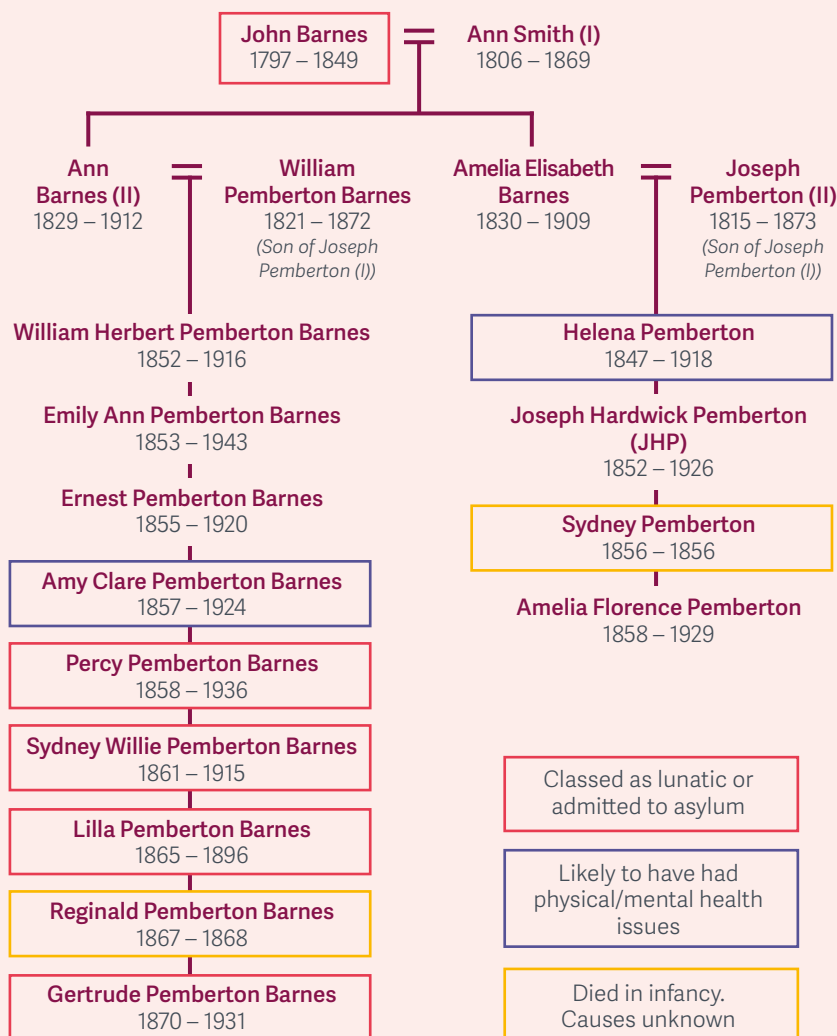 John Barnes
1797 – 1849
Ann Smith (I)
1806 – 1869
Ann
Barnes (II)
1829 – 1912
William
Pemberton Barnes
1821 – 1872
(Son of Joseph
Pemberton (I))
Amelia Elisabeth
Barnes
1830 – 1909
Joseph
Pemberton (II)
1815 – 1873
(Son of Joseph
Pemberton (I))
William Herbert Pemberton Barnes
1852 – 1916
Emily Ann Pemberton Barnes
1853 – 1943
Ernest Pemberton Barnes
1855 – 1920
Amy Clare Pemberton Barnes
1857 – 1924
Percy Pemberton Barnes
1858 – 1936
Sydney Willie Pemberton Barnes
1861 – 1915
Lilla Pemberton Barnes
1865 – 1896
Reginald Pemberton Barnes
1867 – 1868
Gertrude Pemberton Barnes
1870 – 1931
Helena Pemberton
1847 – 1918
Joseph Hardwick Pemberton
(JHP)
1852 – 1926
Sydney Pemberton
1856 – 1856
Amelia Florence Pemberton
1858 – 1929
Classed as lunatic or
admitted to asylum
Likely to have had
physical/mental health
issues
Died in infancy.
Causes unknown